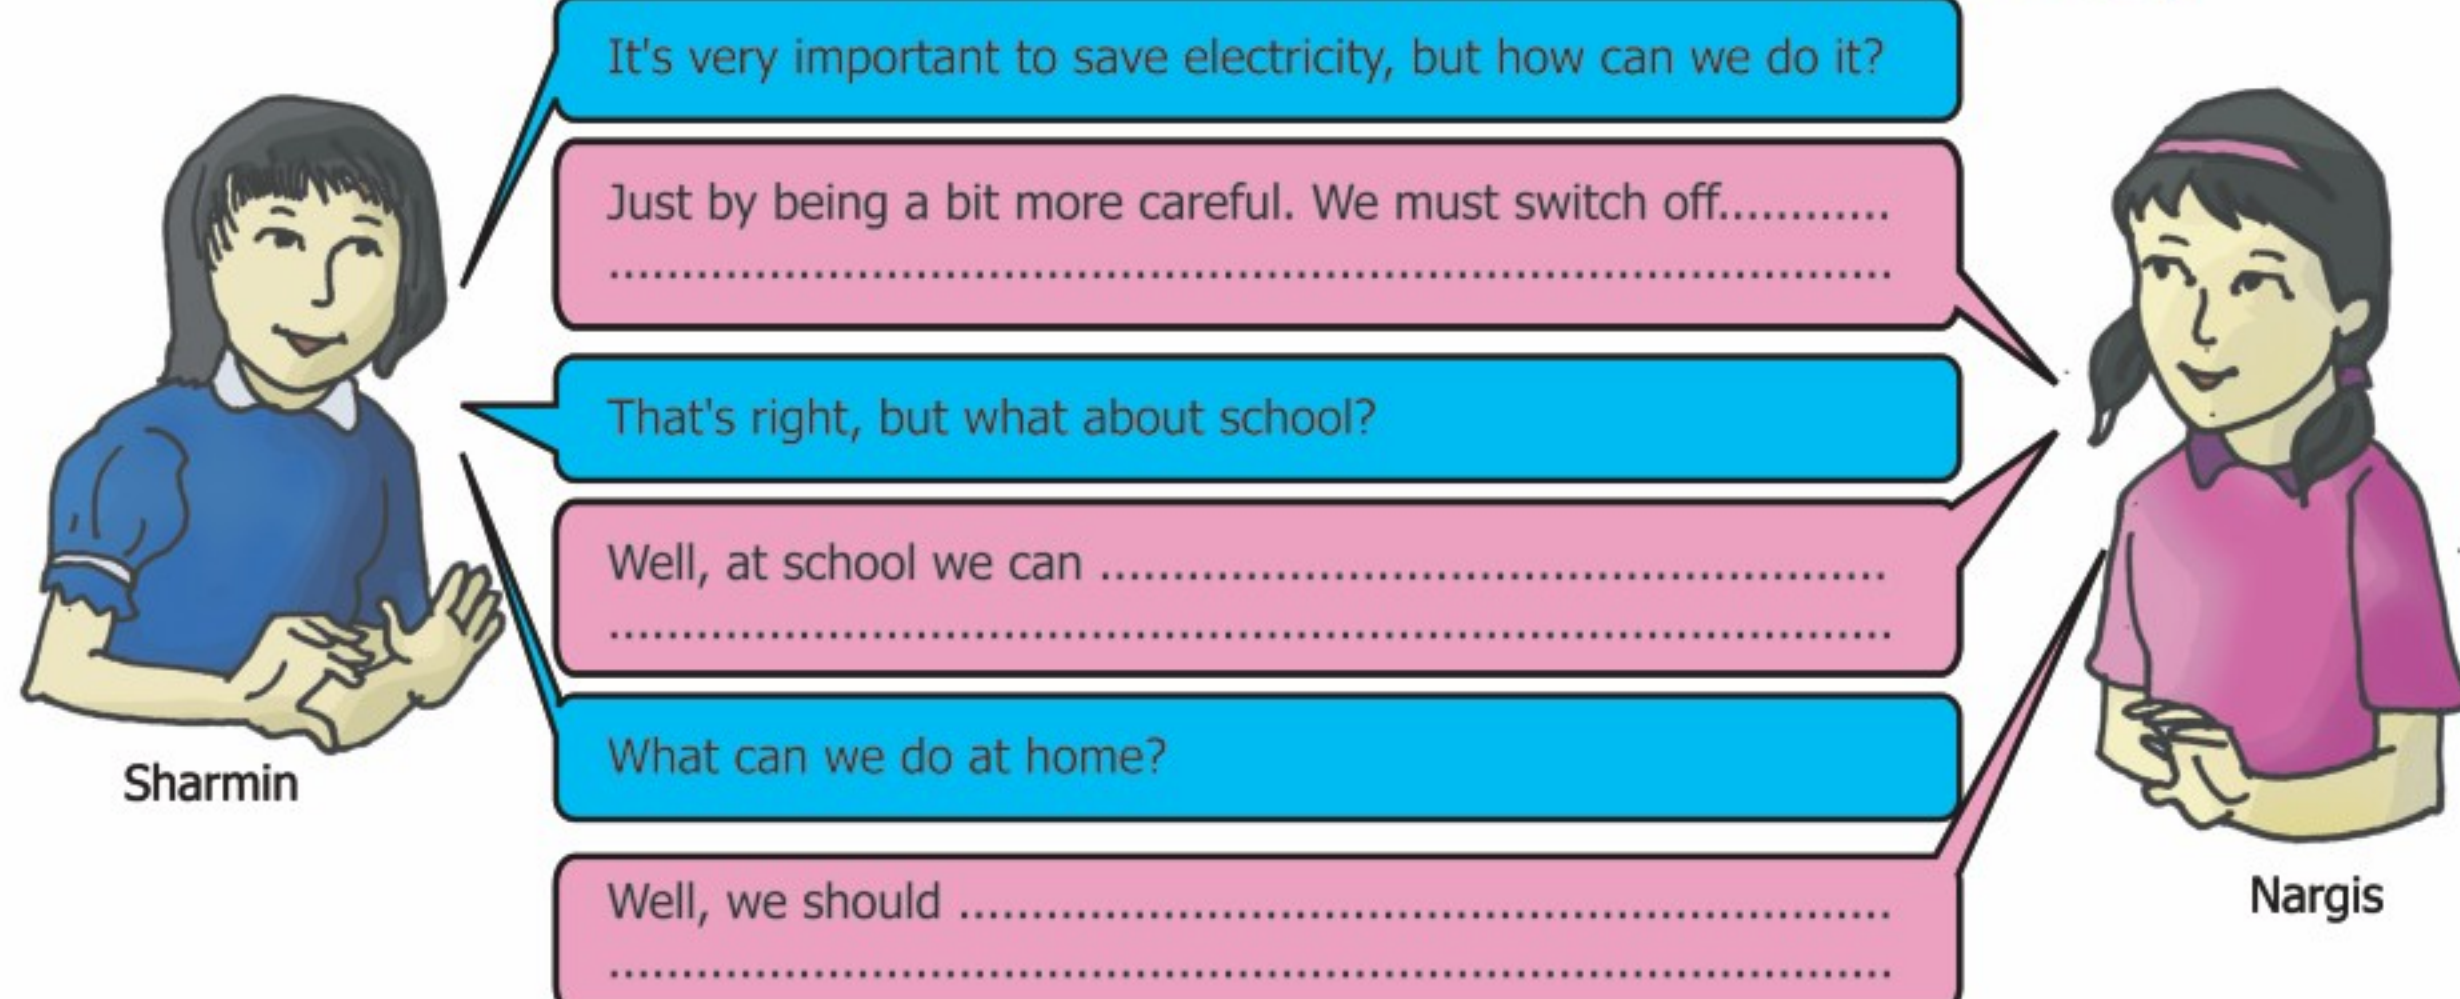 It's very important to save electricity, but how can we do it?
Just by being a bit more careful. We must switch off............
..........................................................................................
That's right, but what about school?
Well, at school we can .......................................................
..........................................................................................
What can we do at home?
Well, we should .................................................................
..........................................................................................
Sharmin
Nargis